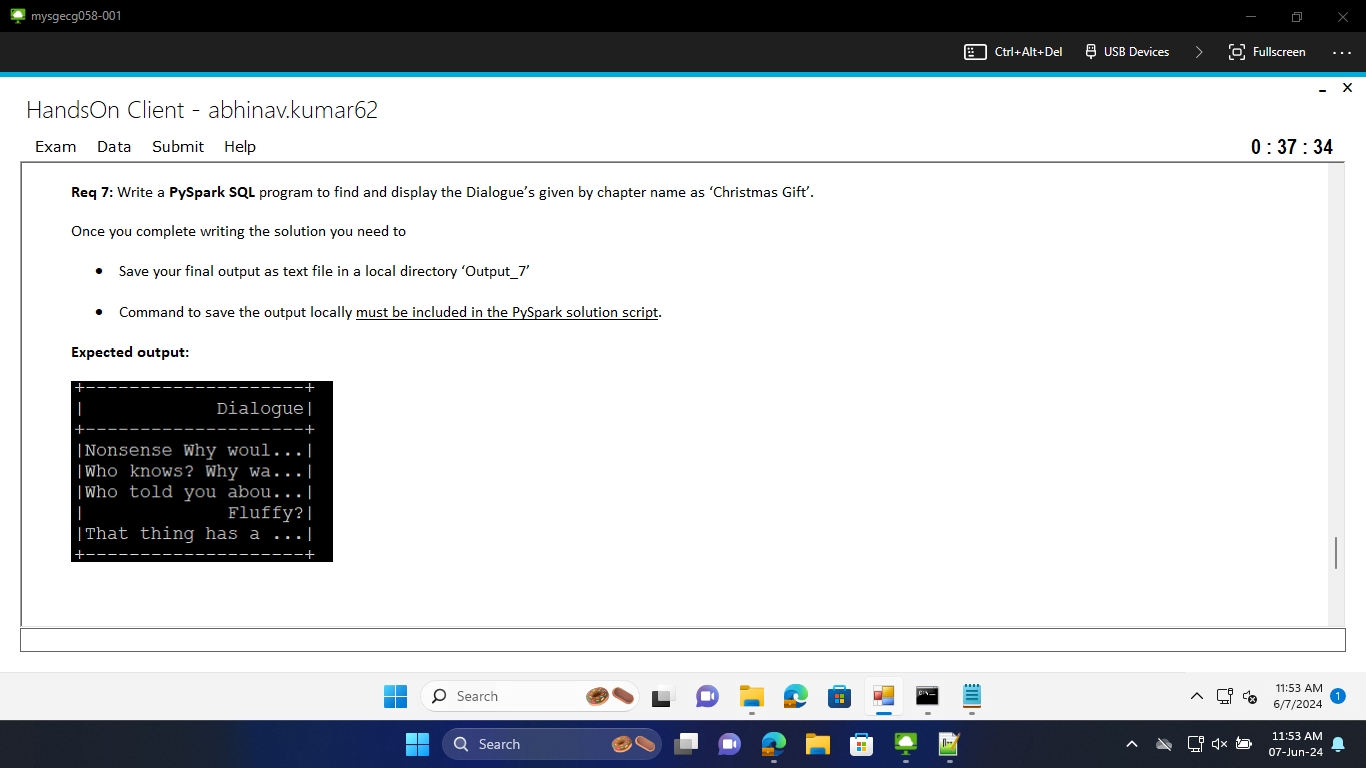 mysgecg058-001
Ctrl+Alt+Del USB Devices Fullscreen
HandsOn Client - abhinav.kumar62
Exam Data Submit Help 0 : 37 : 34
Req 7: Write a PySpark SQL program to find and display the Dialogue’s given by chapter name as ‘Christmas Gift’.
Once you complete writing the solution you need to
• Save your final output as text file in a local directory ‘Output_7’
• Command to save the output locally must be included in the PySpark solution script.
Expected output:
+--------------------+
| Dialogue|
+--------------------+
|Nonsense Why woul...|
|Who knows? Why wa...|
|Who told you abou...|
| Fluffy?|
|That thing has a ...|
+--------------------+
Search
11:53 AM
6/7/2024
1
Search
11:53 AM
07-Jun-24